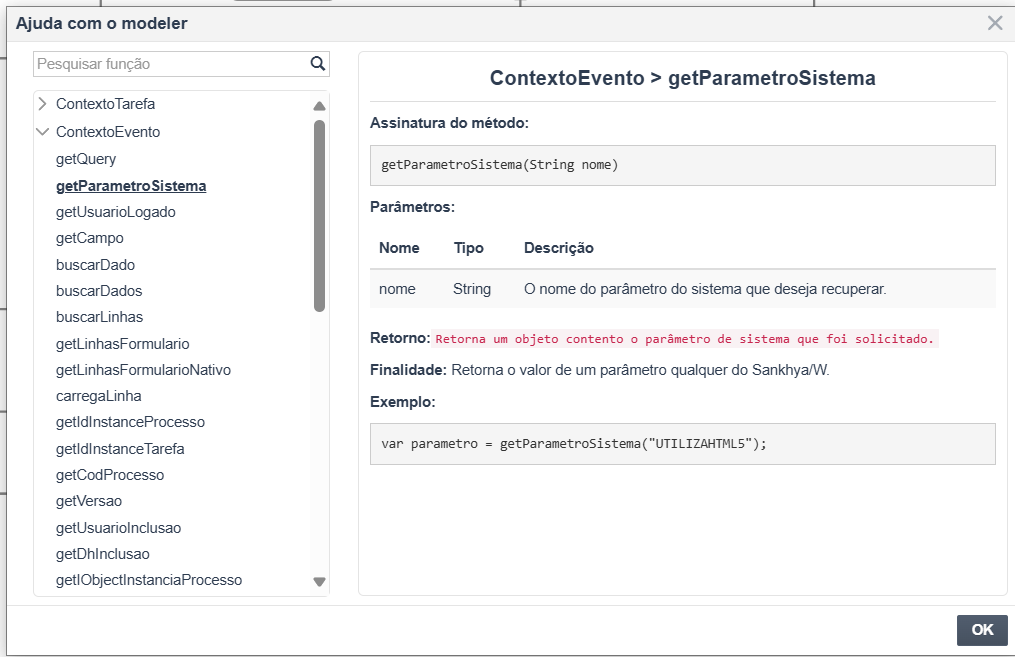 Ajuda com o modeler
Pesquisar função
ContextoTarefa
ContextoEvento
getQuery
getParametroSistema
getUsuarioLogado
getCampo
buscarDado
buscarDados
buscarLinhas
getLinhasFormulario
getLinhasFormularioNativo
carregaLinha
getIdInstanceProcesso
getIdInstanceTarefa
getCodProcesso
getVersao
getUsuarioInclusao
getDhInclusao
getIObjectInstanciaProcesso
ContextoEvento > getParametroSistema
Assinatura do método:
getParametroSistema(String nome)
Parâmetros:
Nome Tipo Descrição
nome String O nome do parâmetro do sistema que deseja recuperar.
Retorno: Retorna um objeto contento o parâmetro de sistema que foi solicitado.
Finalidade: Retorna o valor de um parâmetro qualquer do Sankhya/W.
Exemplo:
var parametro = getParametroSistema("UTILIZAHTML5");
OK